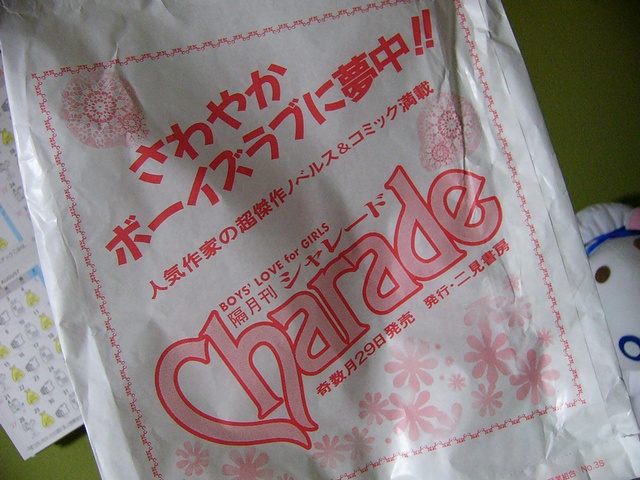 さわやか
ボーイズラブに夢中!!
人気作家の超傑作ノベルス&コミック満載
BOYS' LOVE for GIRLS
隔月刊 シャレード
Charade
奇数月29日発売 発行・二見書房
No.3S